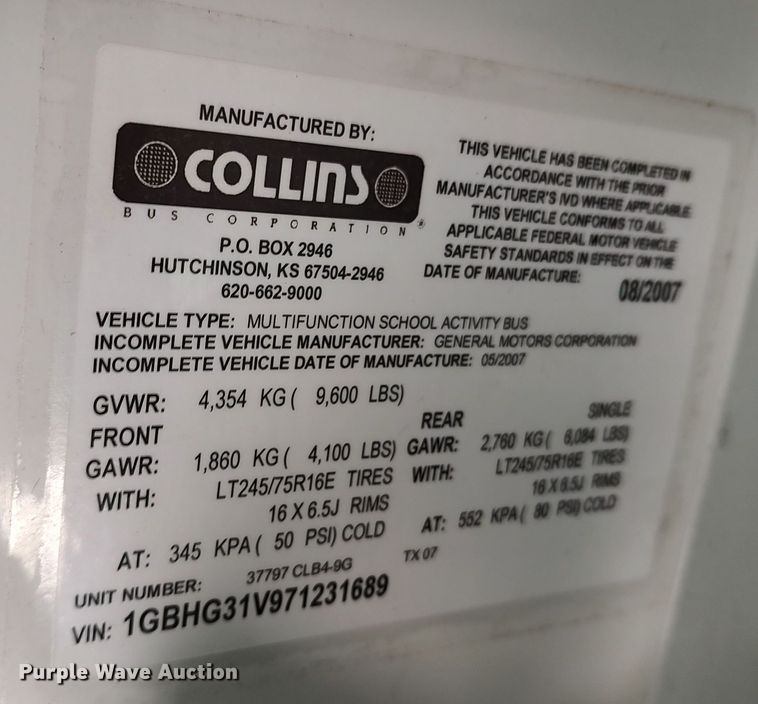 MANUFACTURED BY:
COLLINS
BUS CORPORATION®
P.O. BOX 2946
HUTCHINSON, KS 67504-2946
620-662-9000
THIS VEHICLE HAS BEEN COMPLETED IN
ACCORDANCE WITH THE PRIOR
MANUFACTURER'S IVD WHERE APPLICABLE.
THIS VEHICLE CONFORMS TO ALL
APPLICABLE FEDERAL MOTOR VEHICLE
SAFETY STANDARDS IN EFFECT ON THE
DATE OF MANUFACTURE: 08/2007
VEHICLE TYPE: MULTIFUNCTION SCHOOL ACTIVITY BUS
INCOMPLETE VEHICLE MANUFACTURER: GENERAL MOTORS CORPORATION
INCOMPLETE VEHICLE DATE OF MANUFACTURE: 05/2007
GVWR: 4,354 KG ( 9,600 LBS)
FRONT
GAWR: 1,860 KG ( 4,100 LBS)
WITH: LT245/75R16E TIRES
16 X 6.5J RIMS
AT: 345 KPA ( 50 PSI) COLD
REAR SINGLE
GAWR: 2,760 KG ( 6,084 LBS)
WITH: LT245/75R16E TIRES
16 X 6.5J RIMS
AT: 552 KPA ( 80 PSI) COLD
UNIT NUMBER: 37797 CLB4-9G TX 07
VIN: 1GBHG31V971231689
Purple Wave Auction